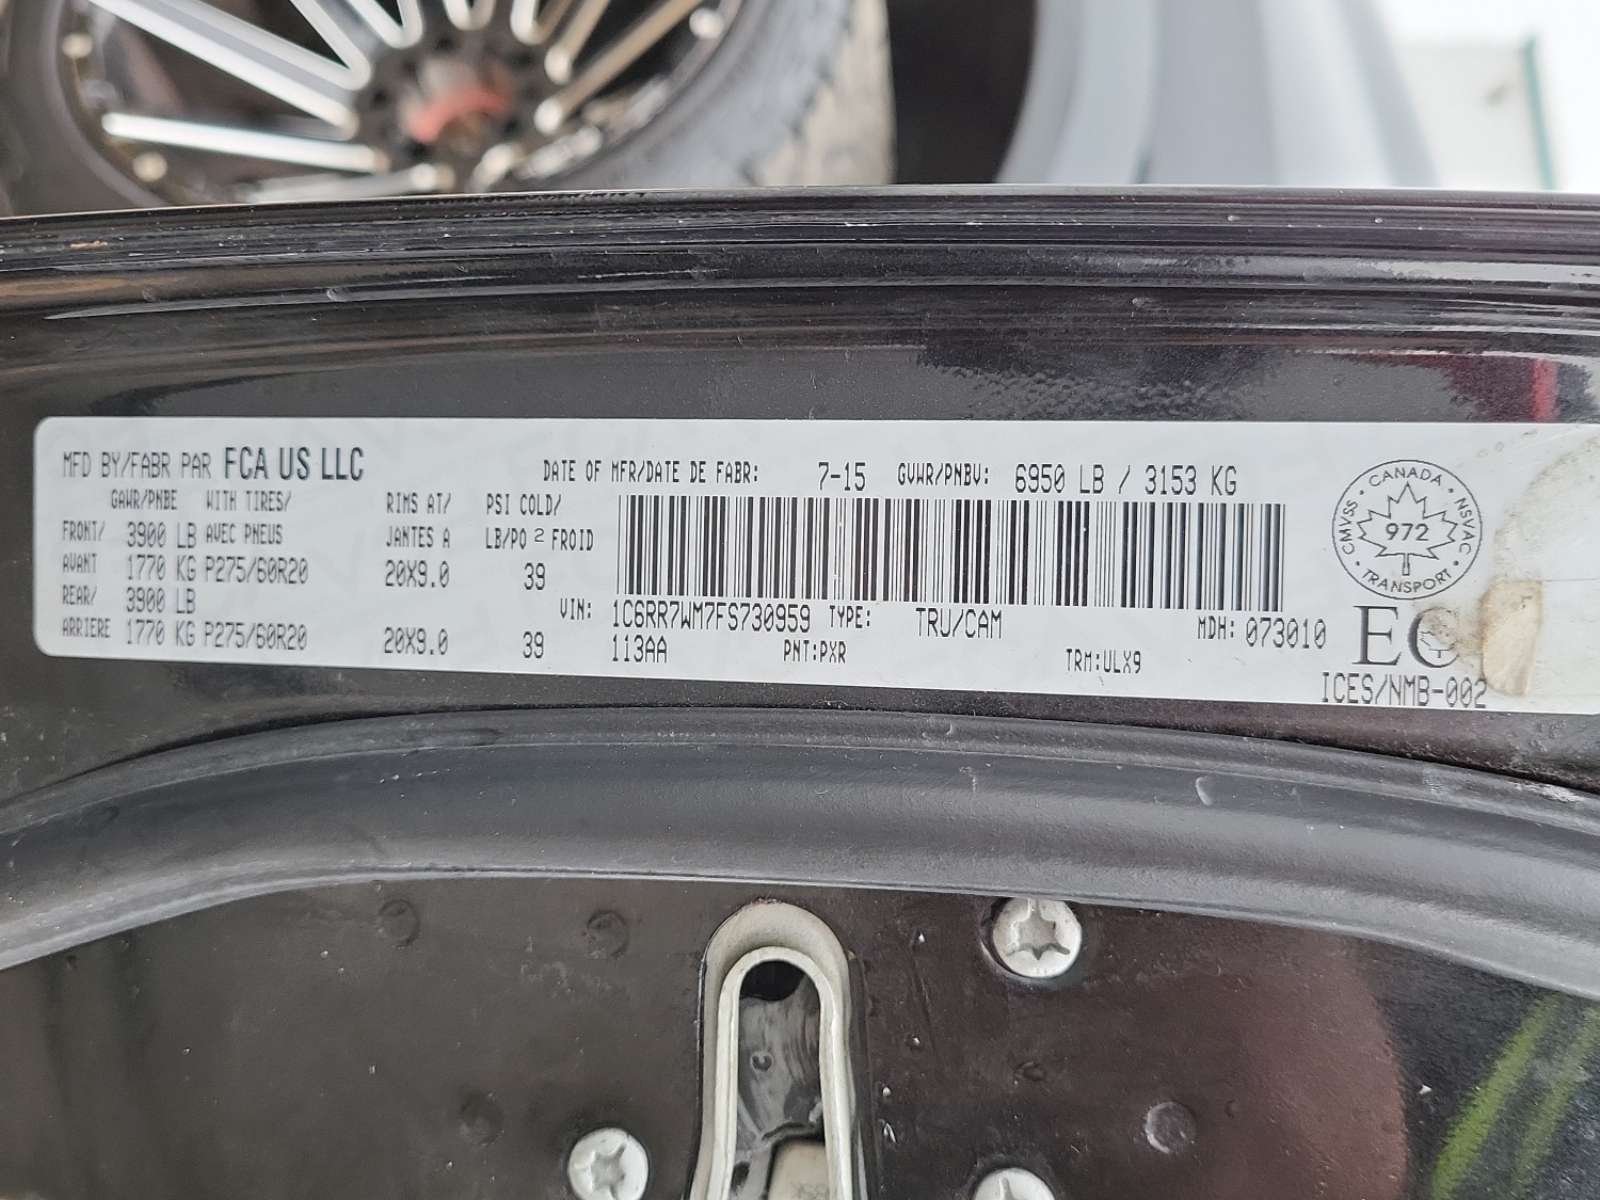 MFD BY/FABR PAR FCA US LLC DATE OF MFR/DATE DE FABR: 7-15 GVWR/PNBV: 6950 LB / 3153 KG
GAWR/PNBE WITH TIRES/ RIMS AT/ PSI COLD/
FRONT/ 3900 LB AVEC PNEUS JANTES A LB/PO 2 FROID
AVANT 1770 KG P275/60R20 20X9.0 39
REAR/ 3900 LB
ARRIERE 1770 KG P275/60R20 20X9.0 39
VIN: 1C6RR7WM7FS730959 TYPE: TRU/CAM MDH: 073010
113AA PNT:PXR TRM:ULX9
CANADA
CMVSS 972 NSVAC
TRANSPORT
EC
ICES/NMB-002